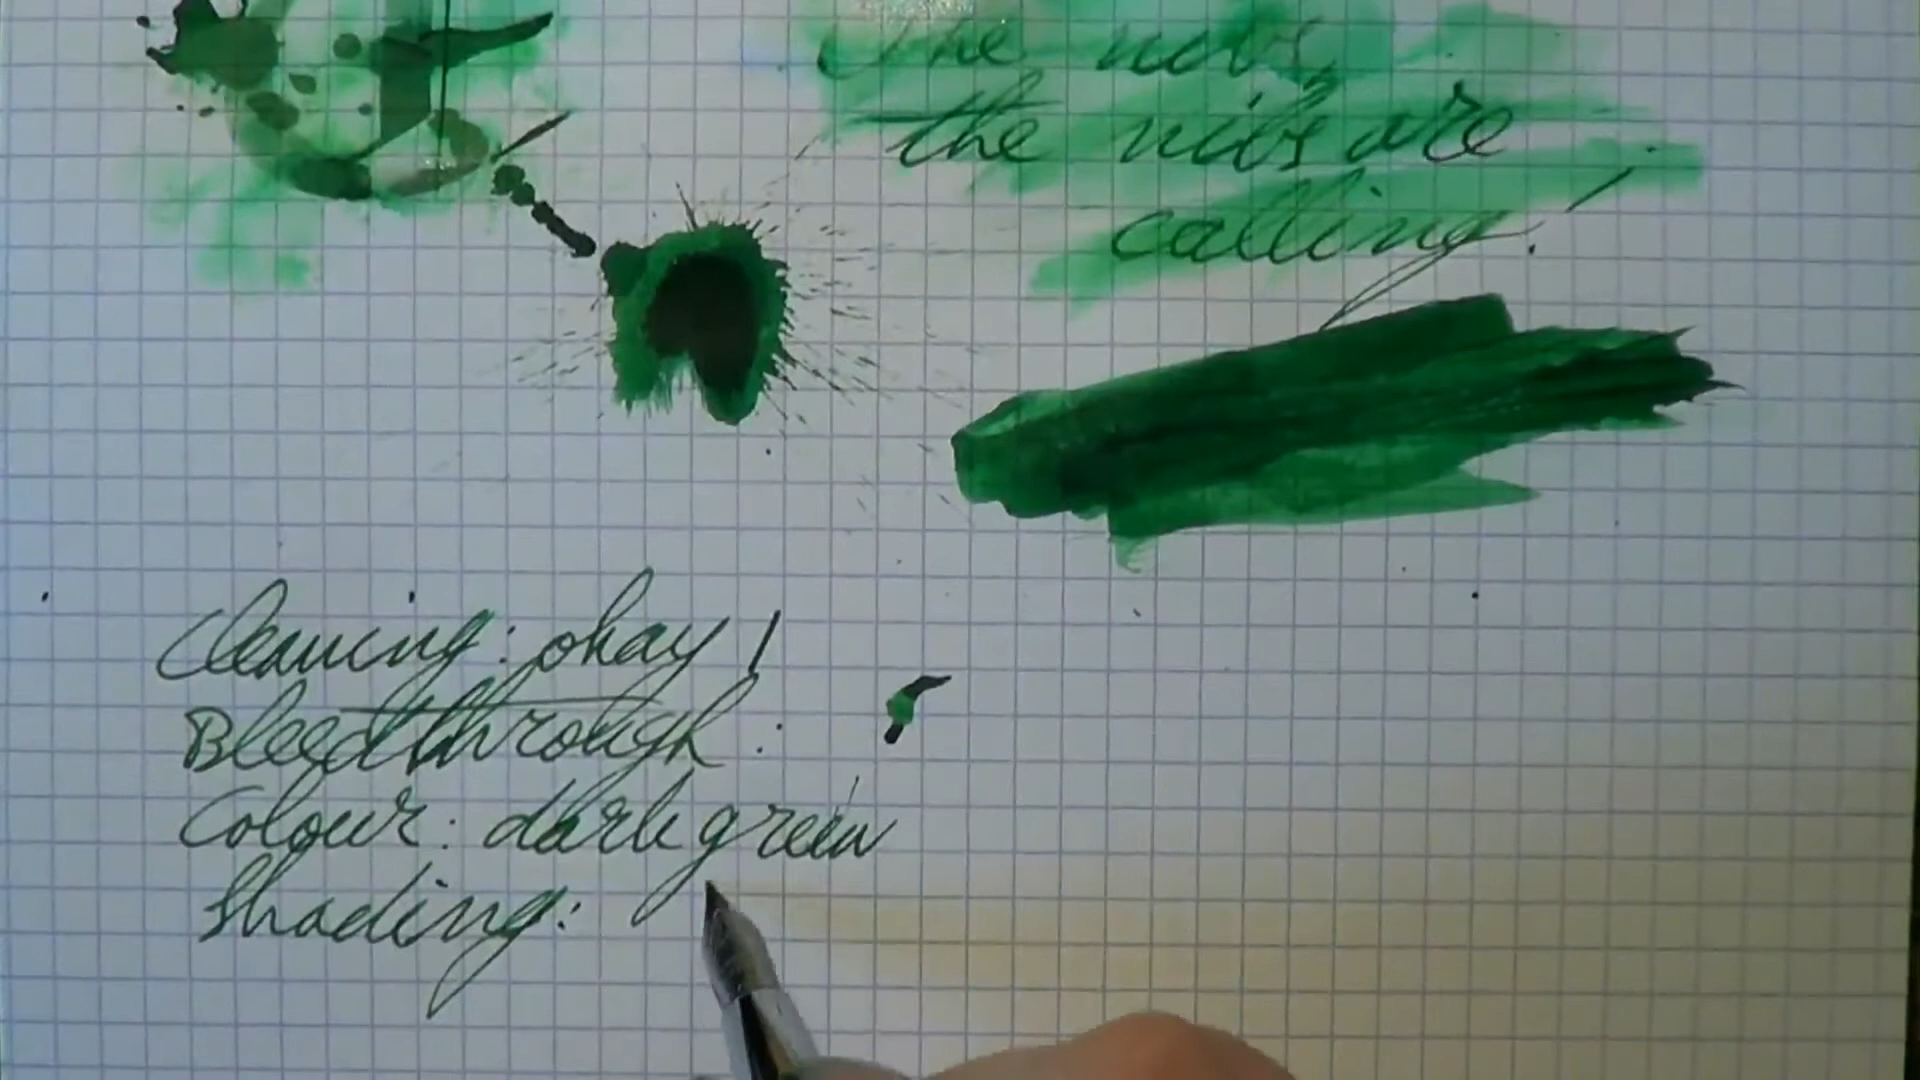 The nibs,
the nibs are
calling!
Cleaning: okay!
Bleedthrough:
Colour: dark green
Shading: